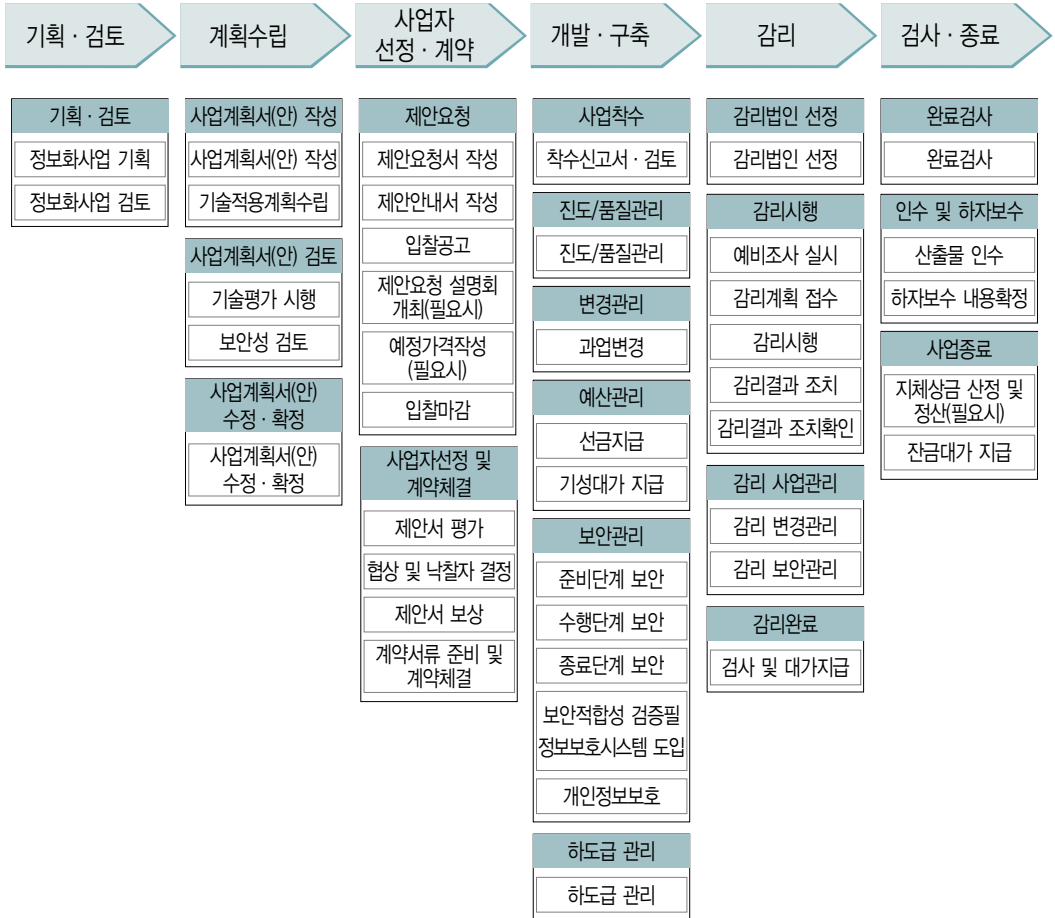 기획 · 검토
계획수립
사업자
선정 · 계약
개발 · 구축
감리
검사 · 종료
기획 · 검토
정보화사업 기획
정보화사업 검토
사업계획서(안) 작성
사업계획서(안) 작성
기술적용계획수립
사업계획서(안) 검토
기술평가 시행
보안성 검토
사업계획서(안)
수정 · 확정
사업계획서(안)
수정 · 확정
제안요청
제안요청서 작성
제안안내서 작성
입찰공고
제안요청 설명회
개최(필요시)
예정가격작성
(필요시)
입찰마감
사업자선정 및
계약체결
제안서 평가
협상 및 낙찰자 결정
제안서 보상
계약서류 준비 및
계약체결
사업착수
착수신고서 · 검토
진도/품질관리
진도/품질관리
변경관리
과업변경
예산관리
선금지급
기성대가 지급
보안관리
준비단계 보안
수행단계 보안
종료단계 보안
보안적합성 검증필
정보보호시스템 도입
개인정보보호
하도급 관리
하도급 관리
감리법인 선정
감리법인 선정
감리시행
예비조사 실시
감리계획 접수
감리시행
감리결과 조치
감리결과 조치확인
감리 사업관리
감리 변경관리
감리 보안관리
감리완료
검사 및 대가지급
완료검사
완료검사
인수 및 하자보수
산출물 인수
하자보수 내용확정
사업종료
지체상금 산정 및
정산(필요시)
잔금대가 지급